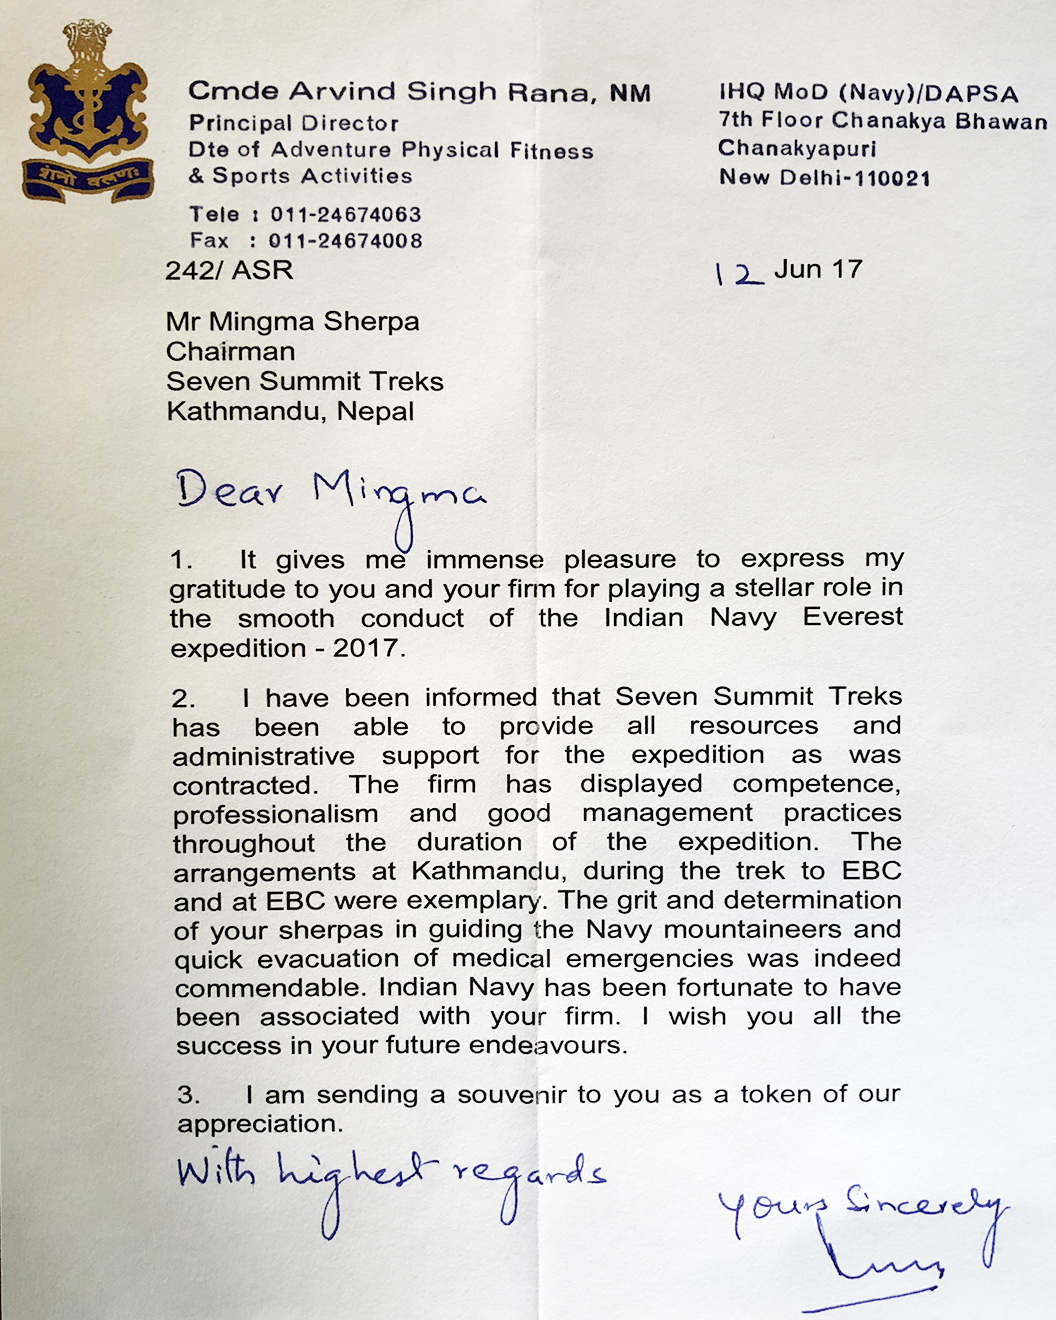 शंनो वरुणः
Cmde Arvind Singh Rana, NM
Principal Director
Dte of Adventure Physical Fitness
& Sports Activities
Tele : 011-24674063
Fax : 011-24674008
IHQ MoD (Navy)/DAPSA
7th Floor Chanakya Bhawan
Chanakyapuri
New Delhi-110021
242/ ASR
12 Jun 17
Mr Mingma Sherpa
Chairman
Seven Summit Treks
Kathmandu, Nepal
Dear Mingma
1. It gives me immense pleasure to express my
gratitude to you and your firm for playing a stellar role in
the smooth conduct of the Indian Navy Everest
expedition - 2017.
2. I have been informed that Seven Summit Treks
has been able to provide all resources and
administrative support for the expedition as was
contracted. The firm has displayed competence,
professionalism and good management practices
throughout the duration of the expedition. The
arrangements at Kathmandu, during the trek to EBC
and at EBC were exemplary. The grit and determination
of your sherpas in guiding the Navy mountaineers and
quick evacuation of medical emergencies was indeed
commendable. Indian Navy has been fortunate to have
been associated with your firm. I wish you all the
success in your future endeavours.
3. I am sending a souvenir to you as a token of our
appreciation.
With highest regards
Yours Sincerely